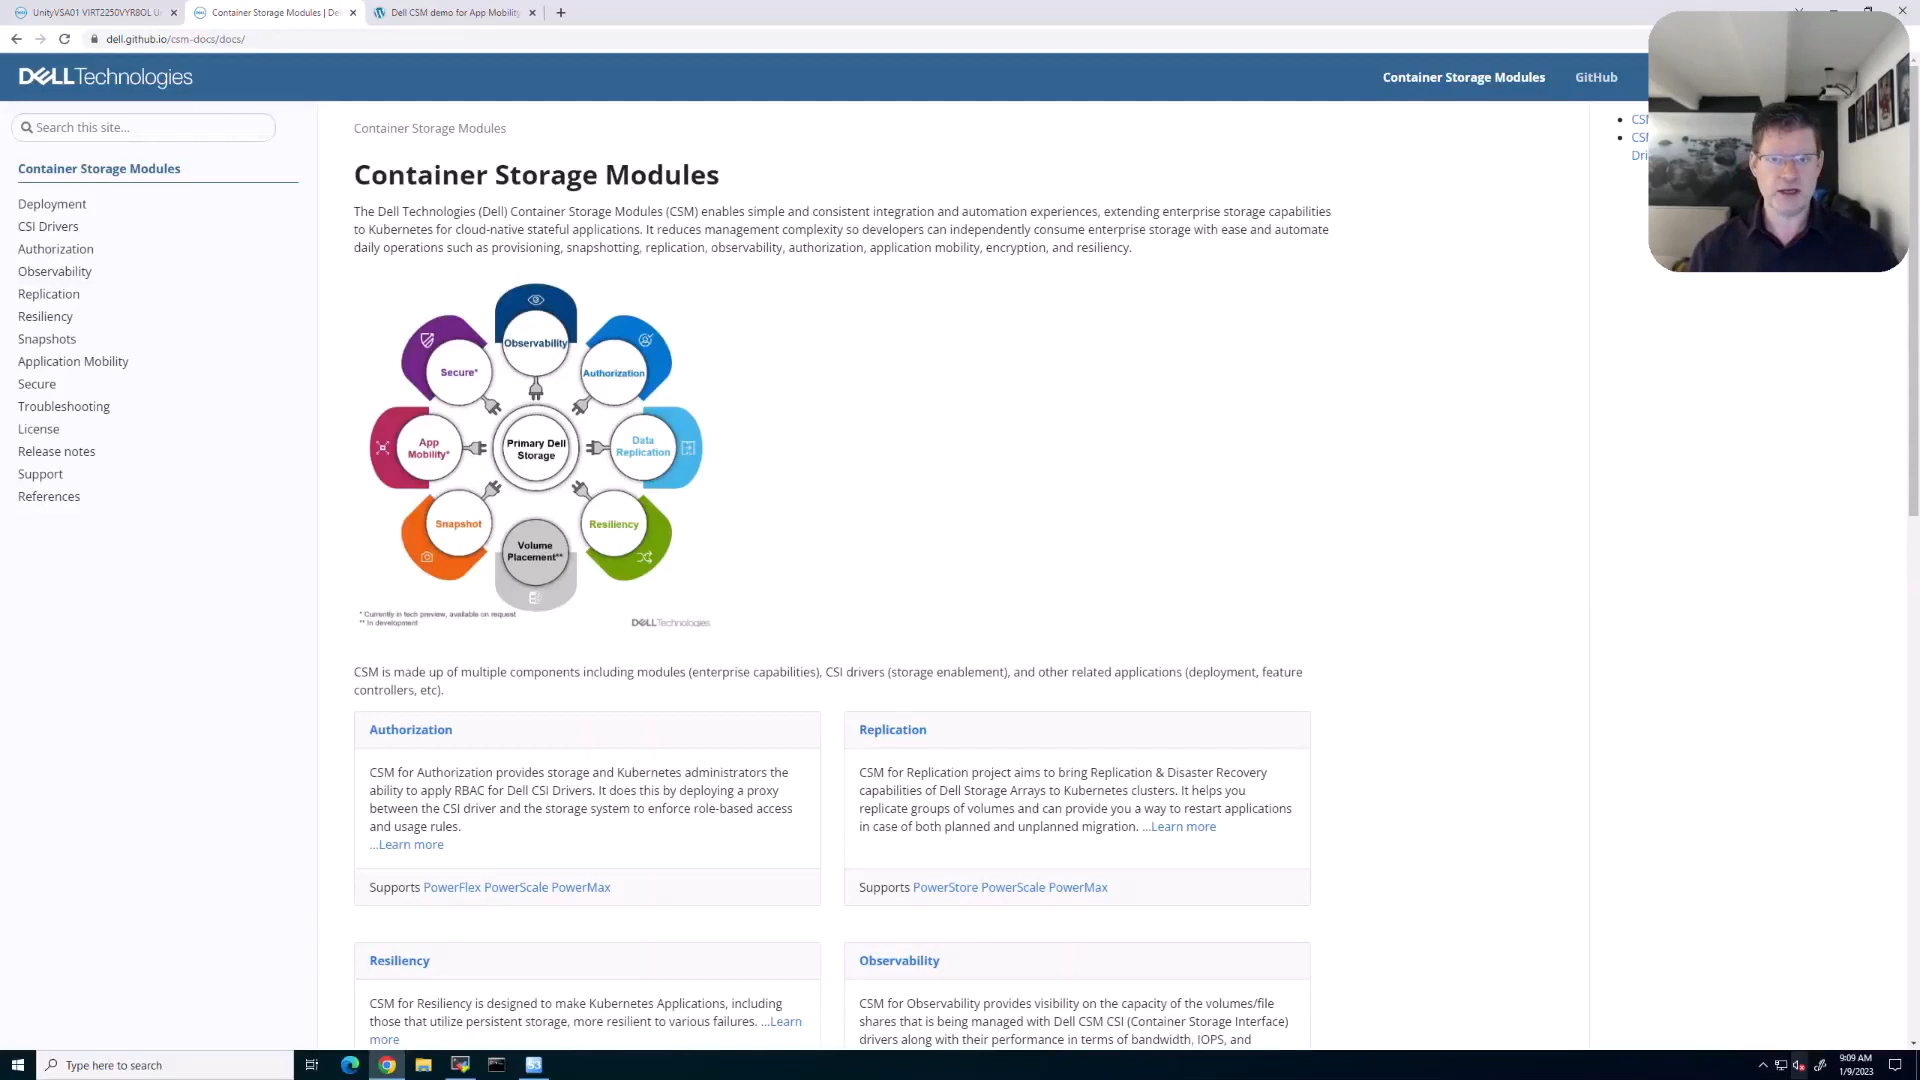 UnityVSA01 VIRT2250VYR8OL Un
Container Storage Modules | Del
Dell CSM demo for App Mobility
dell.github.io/csm-docs/docs/
DELLTechnologies
Container Storage Modules
GitHub
Search this site...
Container Storage Modules
Deployment
CSI Drivers
Authorization
Observability
Replication
Resiliency
Snapshots
Application Mobility
Secure
Troubleshooting
License
Release notes
Support
References
Container Storage Modules
Container Storage Modules
The Dell Technologies (Dell) Container Storage Modules (CSM) enables simple and consistent integration and automation experiences, extending enterprise storage capabilities
to Kubernetes for cloud-native stateful applications. It reduces management complexity so developers can independently consume enterprise storage with ease and automate
daily operations such as provisioning, snapshotting, replication, observability, authorization, application mobility, encryption, and resiliency.
Observability
Secure*
Authorization
App
Mobility*
Primary Dell
Storage
Data
Replication
Snapshot
Resiliency
Volume
Placement**
* Currently in tech preview, available on request
** In development
DELLTechnologies
CSM is made up of multiple components including modules (enterprise capabilities), CSI drivers (storage enablement), and other related applications (deployment, feature
controllers, etc).
Authorization
CSM for Authorization provides storage and Kubernetes administrators the
ability to apply RBAC for Dell CSI Drivers. It does this by deploying a proxy
between the CSI driver and the storage system to enforce role-based access
and usage rules.
...Learn more
Supports PowerFlex PowerScale PowerMax
Replication
CSM for Replication project aims to bring Replication & Disaster Recovery
capabilities of Dell Storage Arrays to Kubernetes clusters. It helps you
replicate groups of volumes and can provide you a way to restart applications
in case of both planned and unplanned migration. ...Learn more
Supports PowerStore PowerScale PowerMax
Resiliency
CSM for Resiliency is designed to make Kubernetes Applications, including
those that utilize persistent storage, more resilient to various failures. ...Learn
more
Observability
CSM for Observability provides visibility on the capacity of the volumes/file
shares that is being managed with Dell CSM CSI (Container Storage Interface)
drivers along with their performance in terms of bandwidth, IOPS, and
Type here to search
S3
9:09 AM
1/9/2023